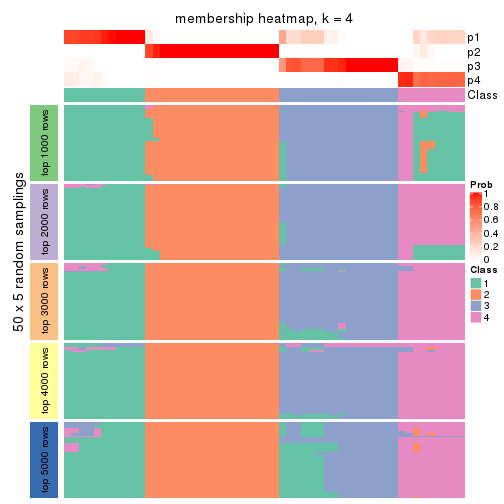 membership heatmap, k = 4
p1
p2
p3
p4
Class
50 x 5 random samplings
top 1000 rows
top 2000 rows
top 3000 rows
top 4000 rows
top 5000 rows
Prob
1
0.8
0.6
0.4
0.2
0
Class
1
2
3
4